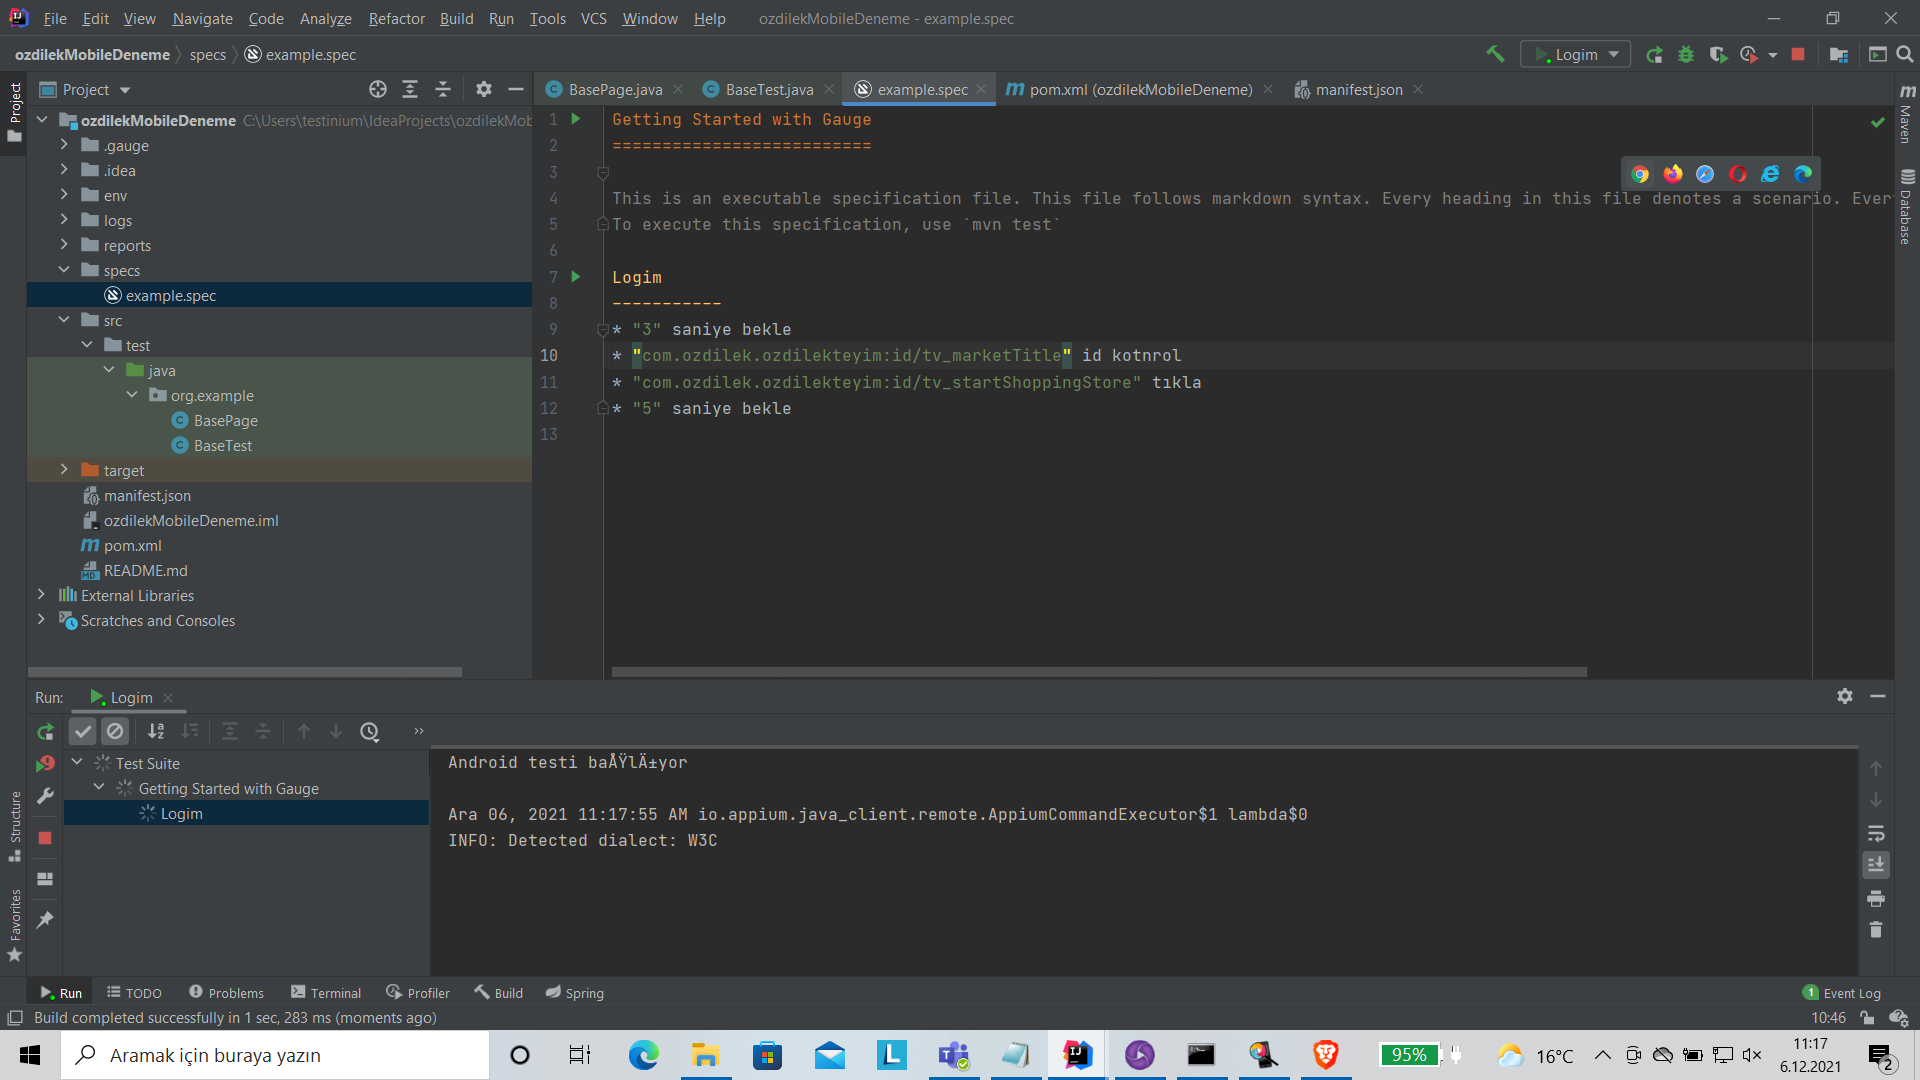 File Edit View Navigate Code Analyze Refactor Build Run Tools VCS Window Help ozdilekMobileDeneme - example.spec
ozdilekMobileDeneme specs example.spec
Logim
Project
BasePage.java
BaseTest.java
example.spec
pom.xml (ozdilekMobileDeneme)
manifest.json
Project
Structure
Favorites
Maven
Database
ozdilekMobileDeneme C:\Users\testinium\IdeaProjects\ozdilekMob
.gauge
.idea
env
logs
reports
specs
example.spec
src
test
java
org.example
BasePage
BaseTest
target
manifest.json
ozdilekMobileDeneme.iml
pom.xml
README.md
External Libraries
Scratches and Consoles
1 Getting Started with Gauge
2 ==========================
3
4 This is an executable specification file. This file follows markdown syntax. Every heading in this file denotes a scenario. Ever
5 To execute this specification, use `mvn test`
6
7 Logim
8 -----------
9 * "3" saniye bekle
10 * "com.ozdilek.ozdilekteyim:id/tv_marketTitle" id kotnrol
11 * "com.ozdilek.ozdilekteyim:id/tv_startShoppingStore" tıkla
12 * "5" saniye bekle
13
Run: Logim
Test Suite
Getting Started with Gauge
Logim
Android testi baÅŸlÄ±yor
Ara 06, 2021 11:17:55 AM io.appium.java_client.remote.AppiumCommandExecutor$1 lambda$0
INFO: Detected dialect: W3C
Run TODO Problems Terminal Profiler Build Spring 1 Event Log
Build completed successfully in 1 sec, 283 ms (moments ago) 10:46
Aramak için buraya yazın
95%
16°C
11:17
6.12.2021
2